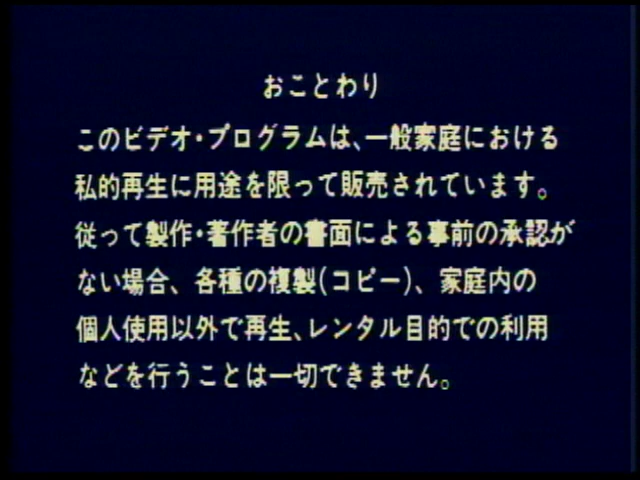 おことわり
このビデオ・プログラムは、一般家庭における
私的再生に用途を限って販売されています。
従って製作・著作者の書面による事前の承認が
ない場合、各種の複製(コピー)、家庭内の
個人使用以外で再生、レンタル目的での利用
などを行うことは一切できません。